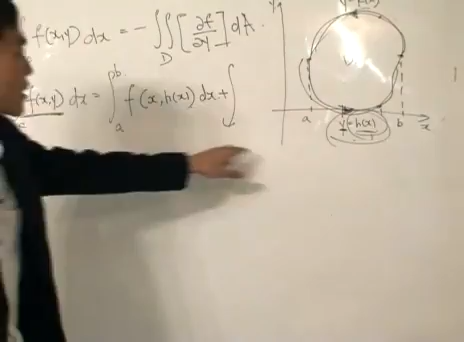 ∫ f(x,y) dx = - ∬_D [∂f/∂y] dA.
f(x,y) dx = ∫_a^b f(x, h(x)) dx + ∫
y
a
y = h(x)
b
x